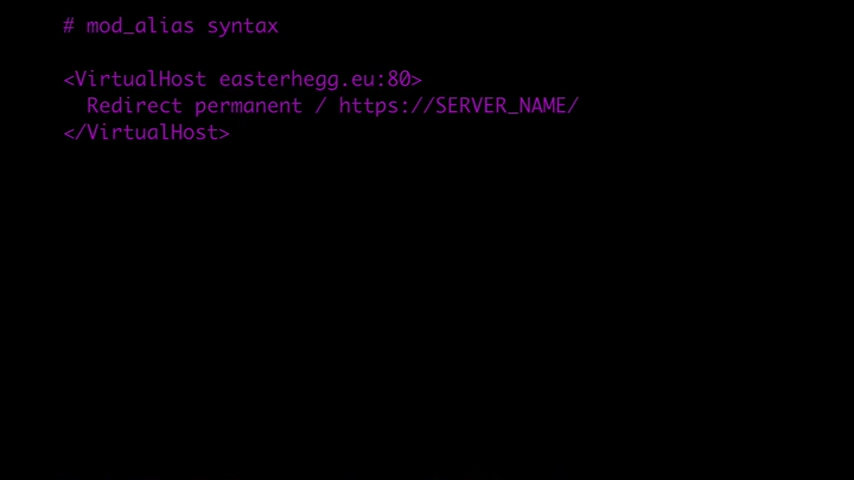 # mod_alias syntax
<VirtualHost easterhegg.eu:80>
Redirect permanent / https://SERVER_NAME/
</VirtualHost>